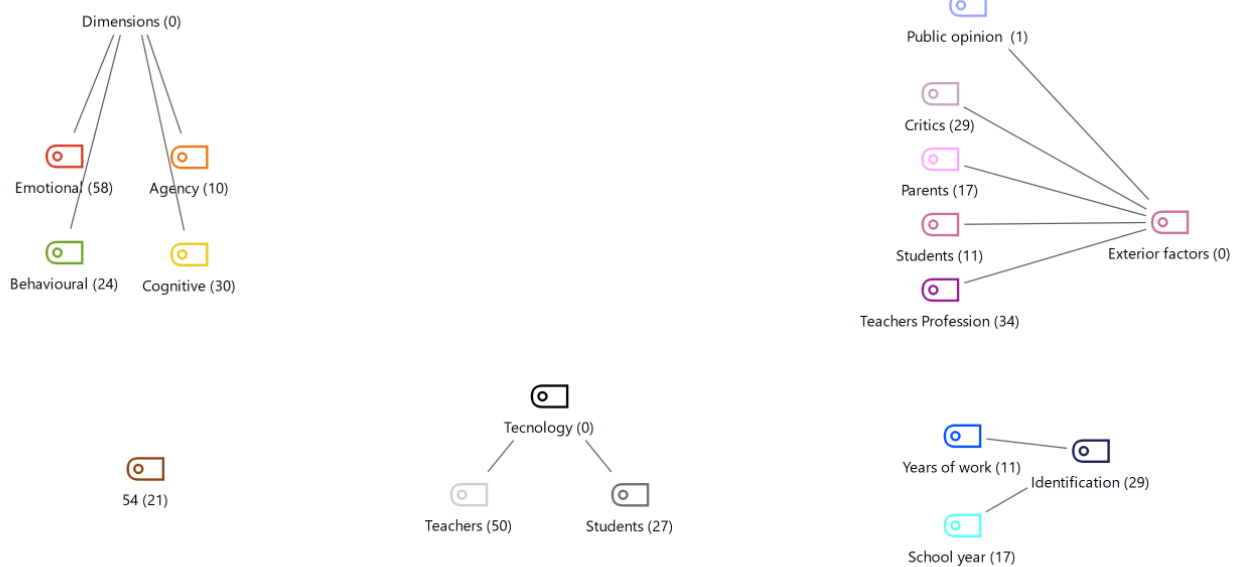 Dimensions (0)
Emotional (58)
Agency (10)
Behavioural (24)
Cognitive (30)
Public opinion (1)
Critics (29)
Parents (17)
Students (11)
Teachers Profession (34)
Exterior factors (0)
54 (21)
Tecnology (0)
Teachers (50)
Students (27)
Years of work (11)
Identification (29)
School year (17)